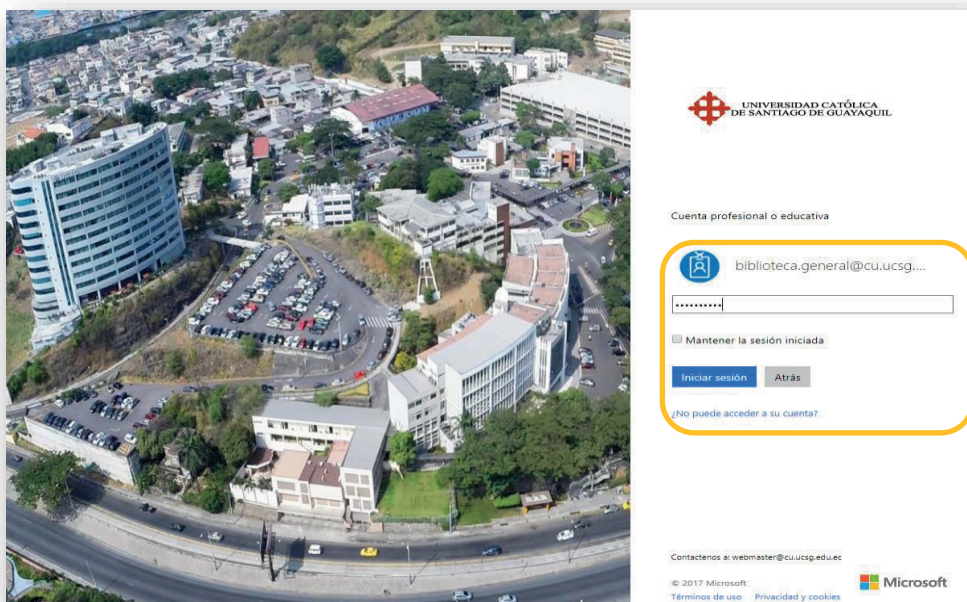 UNIVERSIDAD CATÓLICA
DE SANTIAGO DE GUAYAQUIL
Cuenta profesional o educativa
biblioteca.general@cu.ucsg....
••••••••••
Mantener la sesión iniciada
Iniciar sesión Atrás
¿No puede acceder a su cuenta?
Contactenos a: webmaster@cu.ucsg.edu.ec
© 2017 Microsoft
Términos de uso Privacidad y cookies
Microsoft